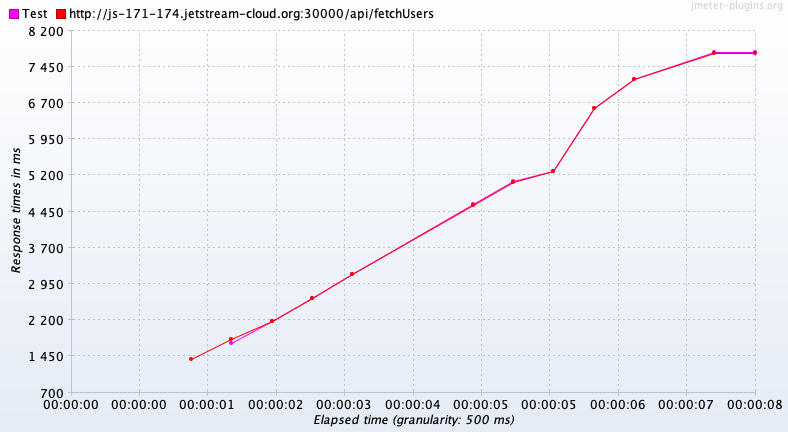 jmeter-plugins.org
Test http://js-171-174.jetstream-cloud.org:30000/api/fetchUsers
8 200
7 450
6 700
5 950
5 200
4 450
3 700
2 950
2 200
1 450
700
Response times in ms
00:00:00 00:00:00 00:00:01 00:00:02 00:00:03 00:00:04 00:00:05 00:00:05 00:00:06 00:00:07 00:00:08
Elapsed time (granularity: 500 ms)